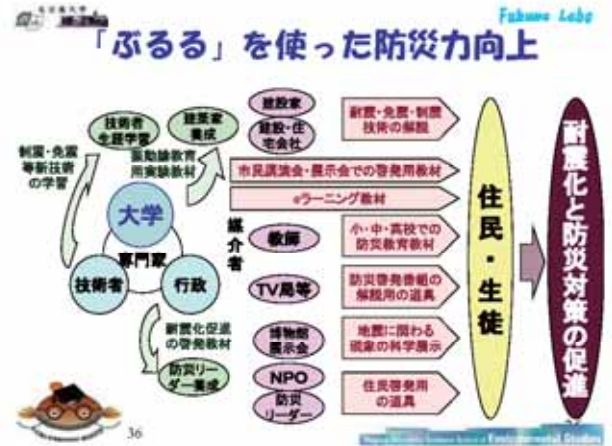 名古屋大学
Fukuwa Labo
「ぶるる」を使った防災力向上
技術者
生涯学習
建築家
養成
制震・免震
等新技術
の学習
振動論教育
用実験教材
大学
専門家
技術者
行政
耐震化促進
の啓発教材
防災リー
ダー養成
媒介者
建設家
建設・住
宅会社
教師
TV局等
博物館
展示会
NPO
防災
リーダー
耐震・免震・制震
技術の解説
市民講演会・展示会での啓発用教材
eラーニング教材
小・中・高校での
防災教育教材
防災啓発番組の
解説用の道具
地震に関わる
現象の科学展示
住民啓発用
の道具
住民・生徒
耐震化と防災対策の促進
36
Environmental Studies